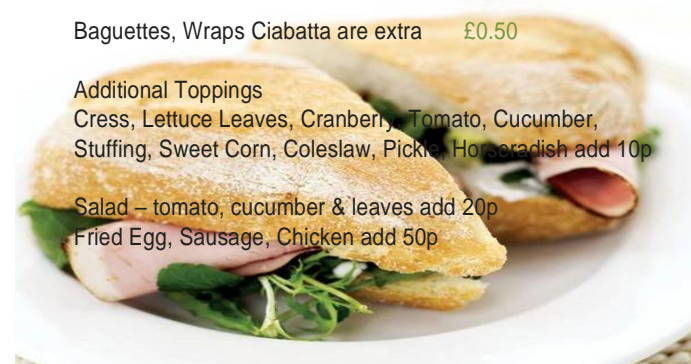 Baguettes, Wraps Ciabatta are extra £0.50
Additional Toppings
Cress, Lettuce Leaves, Cranberry, Tomato, Cucumber,
Stuffing, Sweet Corn, Coleslaw, Pickle, Horseradish add 10p
Salad – tomato, cucumber & leaves add 20p
Fried Egg, Sausage, Chicken add 50p